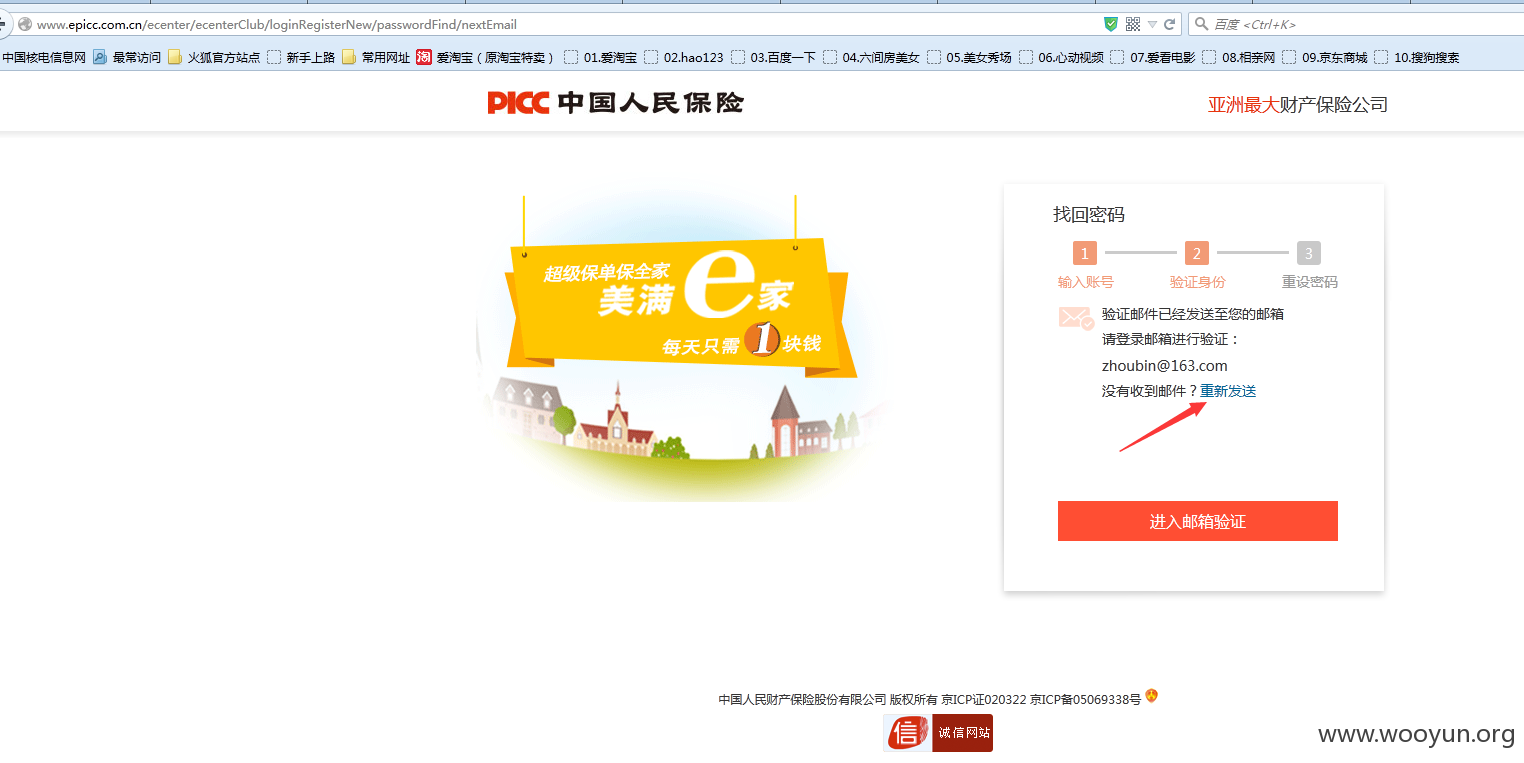 www.epicc.com.cn/ecenter/ecenterClub/loginRegisterNew/passwordFind/nextEmail
百度 <Ctrl+K>
中国核电信息网 最常访问 火狐官方站点 新手上路 常用网址 淘 爱淘宝（原淘宝特卖） 01.爱淘宝 02.hao123 03.百度一下 04.六间房美女 05.美女秀场 06.心动视频 07.爱看电影 08.相亲网 09.京东商城 10.搜狗搜索
PICC 中国人民保险
亚洲最大财产保险公司
超级保单保全家
美满e家
每天只需1块钱
找回密码
1 2 3
输入账号 验证身份 重设密码
验证邮件已经发送至您的邮箱
请登录邮箱进行验证：
zhoubin@163.com
没有收到邮件？重新发送
进入邮箱验证
中国人民财产保险股份有限公司 版权所有 京ICP证020322 京ICP备05069338号
信 诚信网站
www.wooyun.org